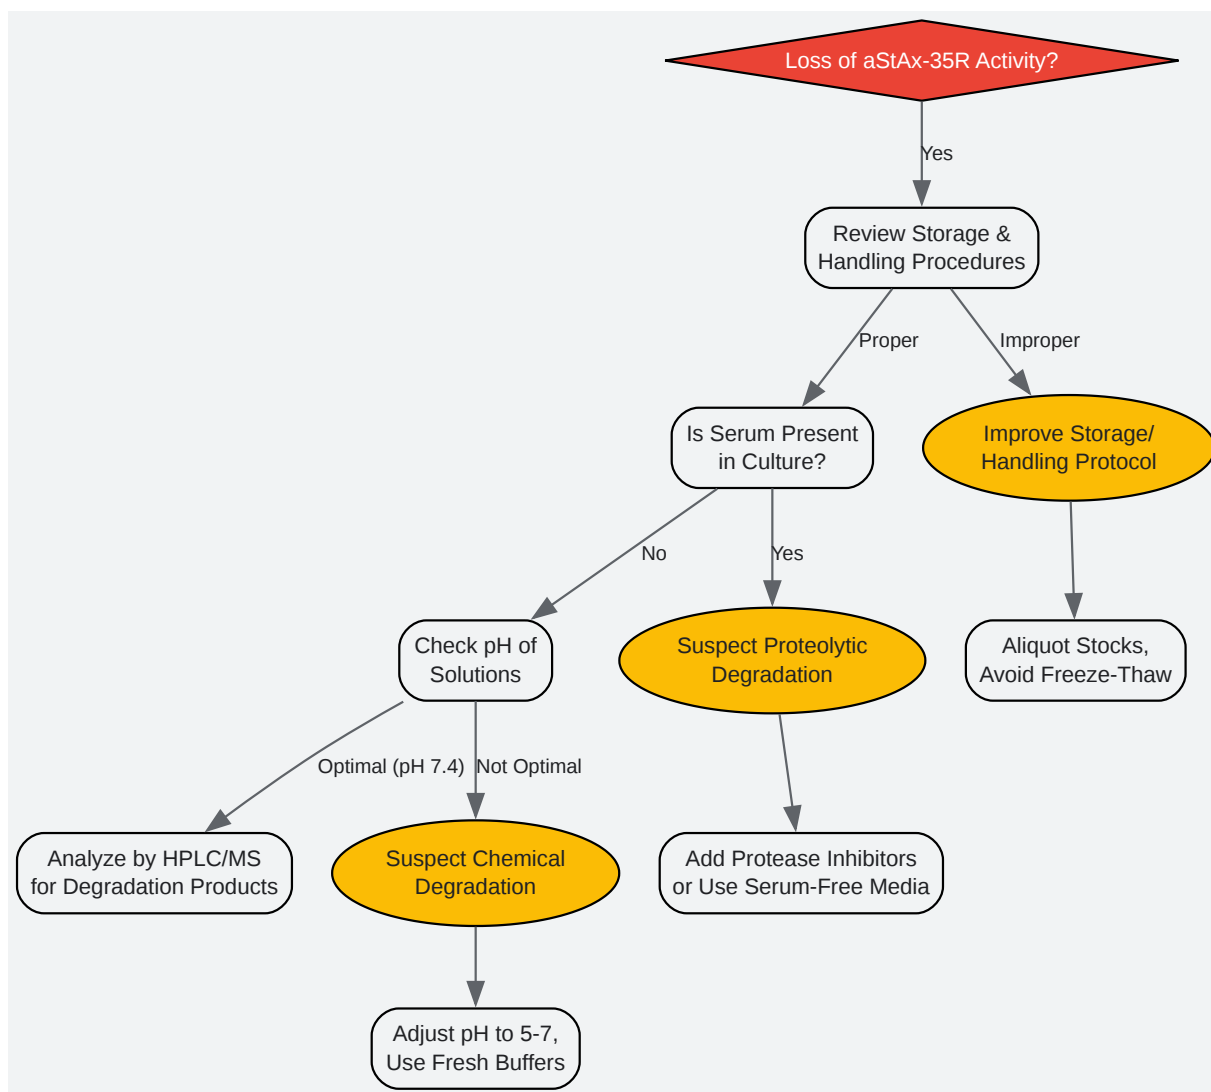 Loss of aStAx-35R Activity?
Yes
Review Storage &
Handling Procedures
Proper
Improper
Is Serum Present
in Culture?
Improve Storage/
Handling Protocol
No
Yes
Check pH of
Solutions
Suspect Proteolytic
Degradation
Aliquot Stocks,
Avoid Freeze-Thaw
Optimal (pH 7.4)
Not Optimal
Analyze by HPLC/MS
for Degradation Products
Suspect Chemical
Degradation
Add Protease Inhibitors
or Use Serum-Free Media
Adjust pH to 5-7,
Use Fresh Buffers